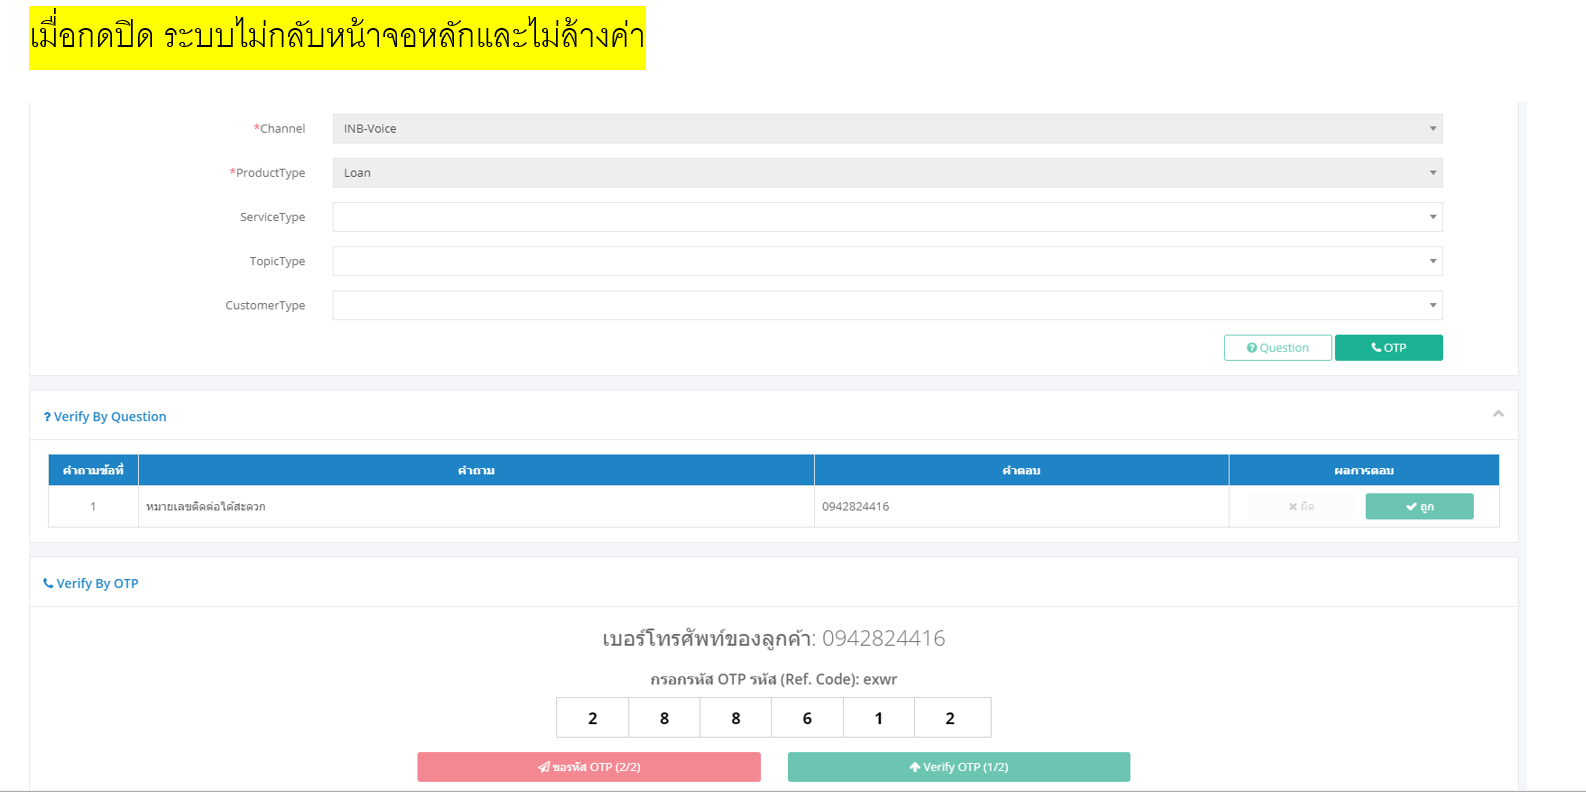 เมื่อกดปิด ระบบไม่กลับหน้าจอหลักและไม่ล้างค่า
*Channel INB-Voice
*ProductType Loan
ServiceType
TopicType
CustomerType
Question OTP
? Verify By Question
คำถามข้อที่ คำถาม คำตอบ ผลการตอบ
1 หมายเลขติดต่อได้สะดวก 0942824416 ผิด ถูก
Verify By OTP
เบอร์โทรศัพท์ของลูกค้า: 0942824416
กรอกรหัส OTP รหัส (Ref. Code): exwr
2 8 8 6 1 2
ขอรหัส OTP (2/2) Verify OTP (1/2)